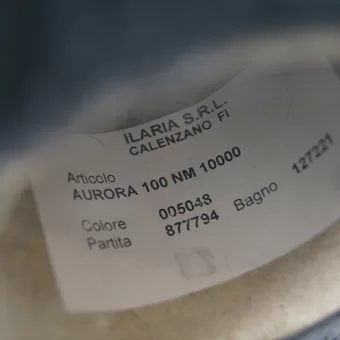 ILARIA S.R.L.
CALENZANO FI
Articolo
AURORA 100 NM 10000
Colore 005048 Bagno 127221
Partita 877794